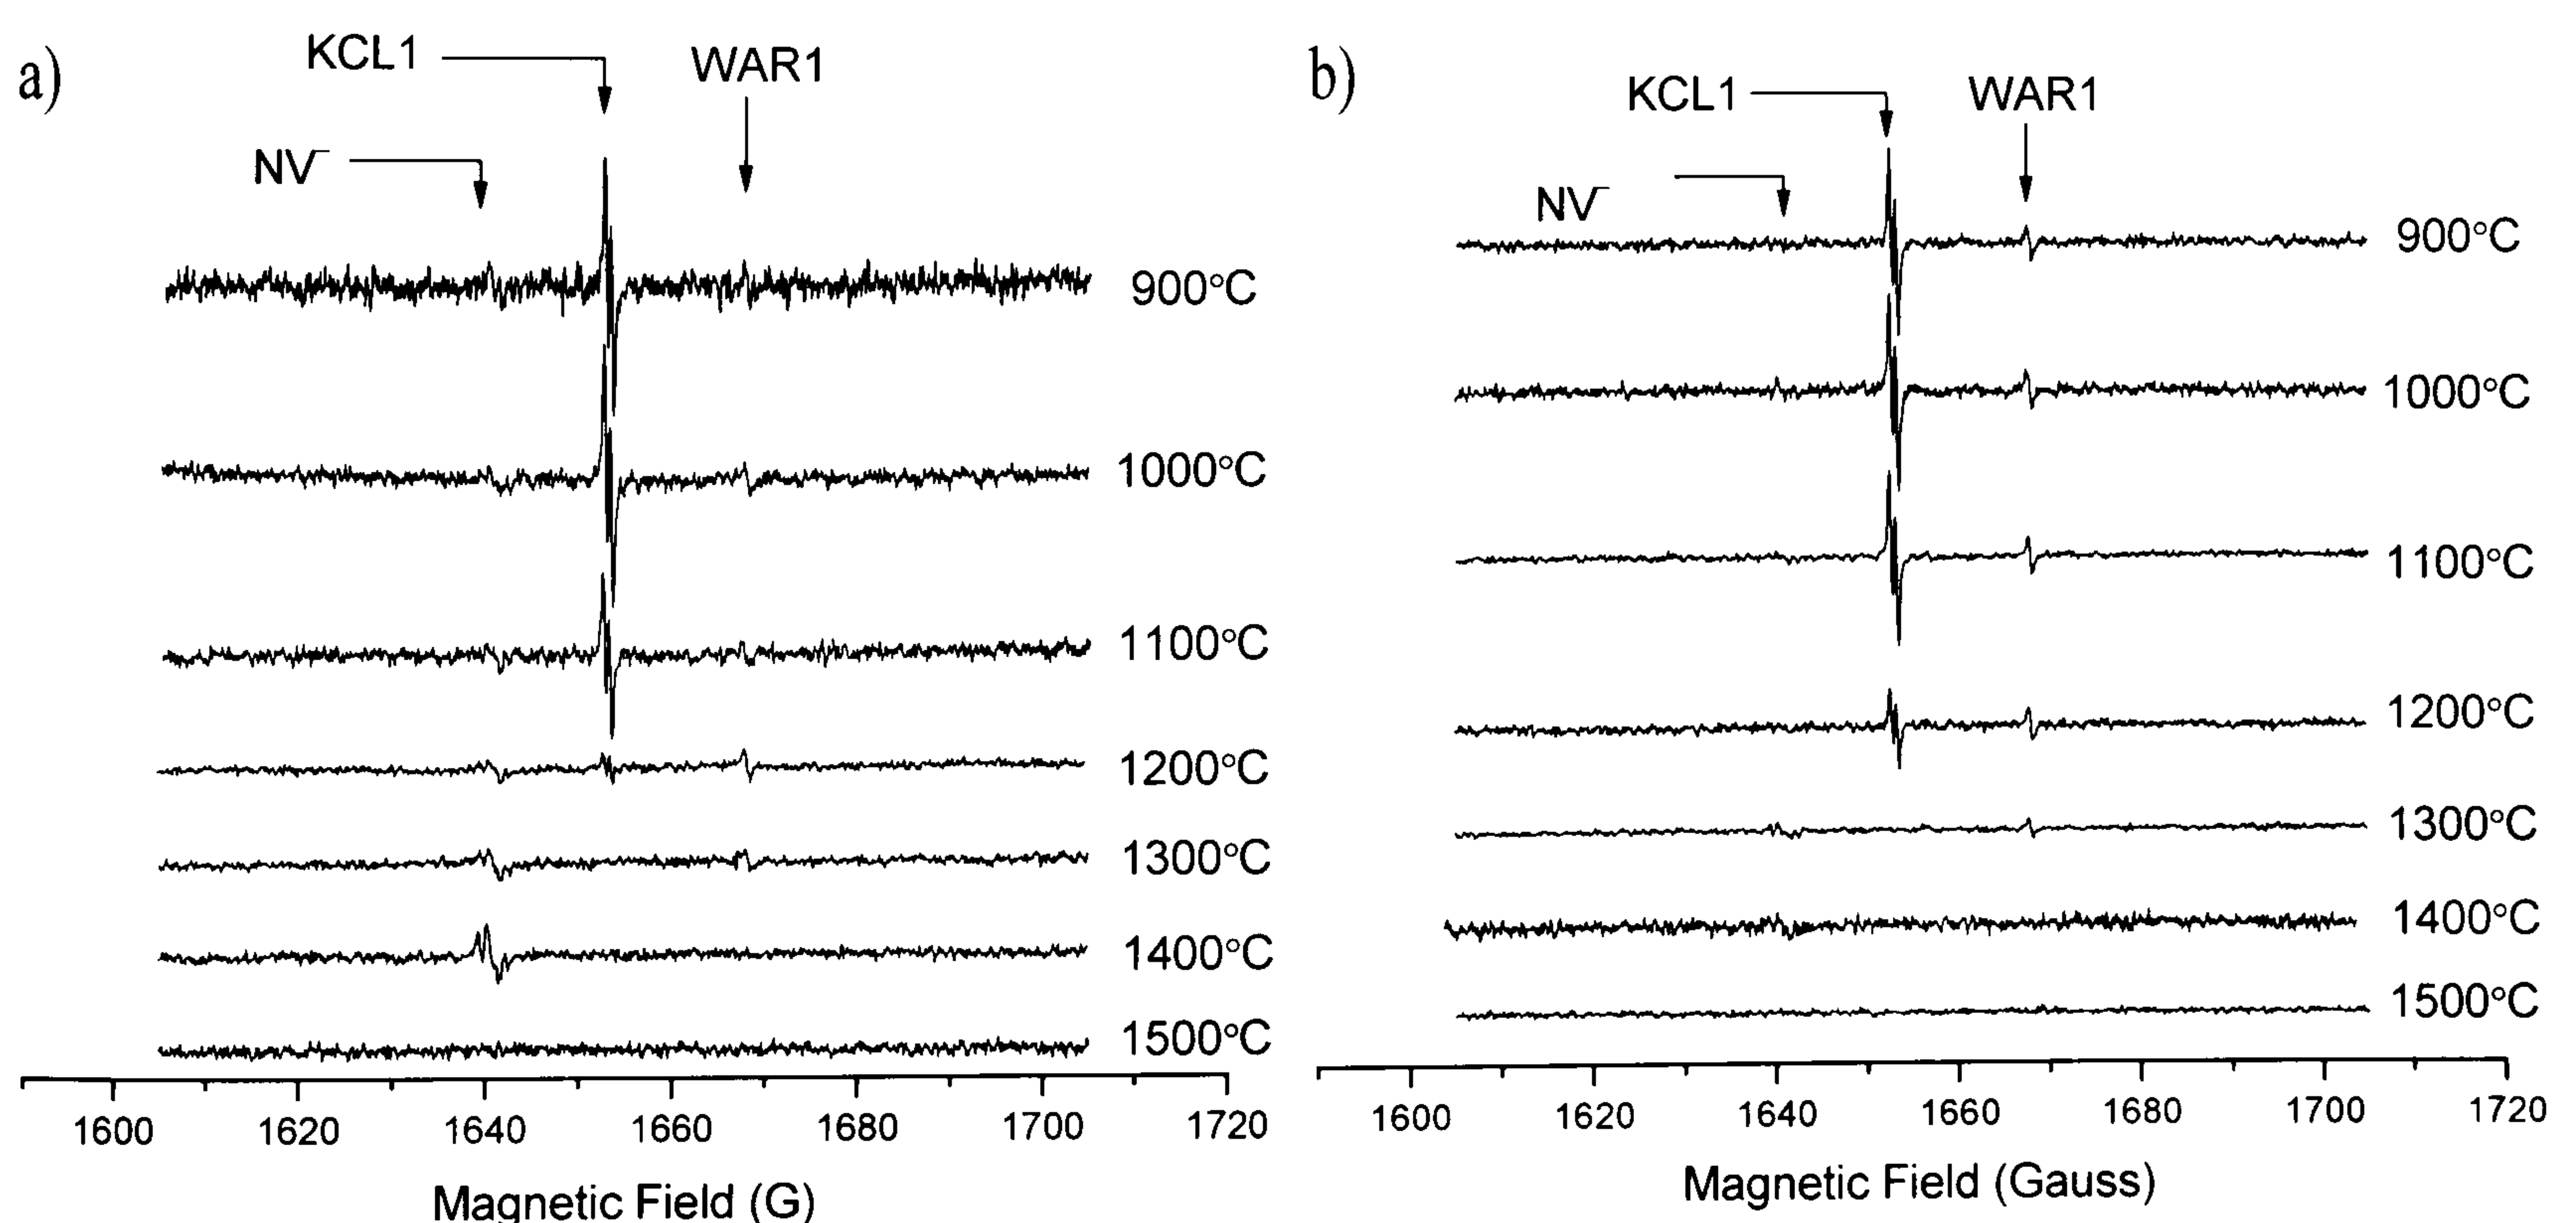 a)
KCL1
WAR1
NV⁻
900°C
1000°C
1100°C
1200°C
1300°C
1400°C
1500°C
1600 1620 1640 1660 1680 1700 1720
Magnetic Field (G)
b)
KCL1
WAR1
NV⁻
900°C
1000°C
1100°C
1200°C
1300°C
1400°C
1500°C
1600 1620 1640 1660 1680 1700 1720
Magnetic Field (Gauss)